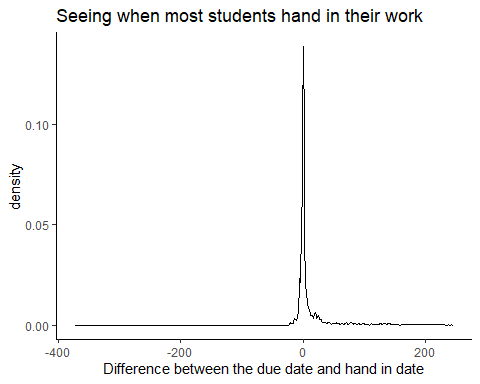 Seeing when most students hand in their work
density
0.10
0.05
0.00
-400
-200
0
200
Difference between the due date and hand in date